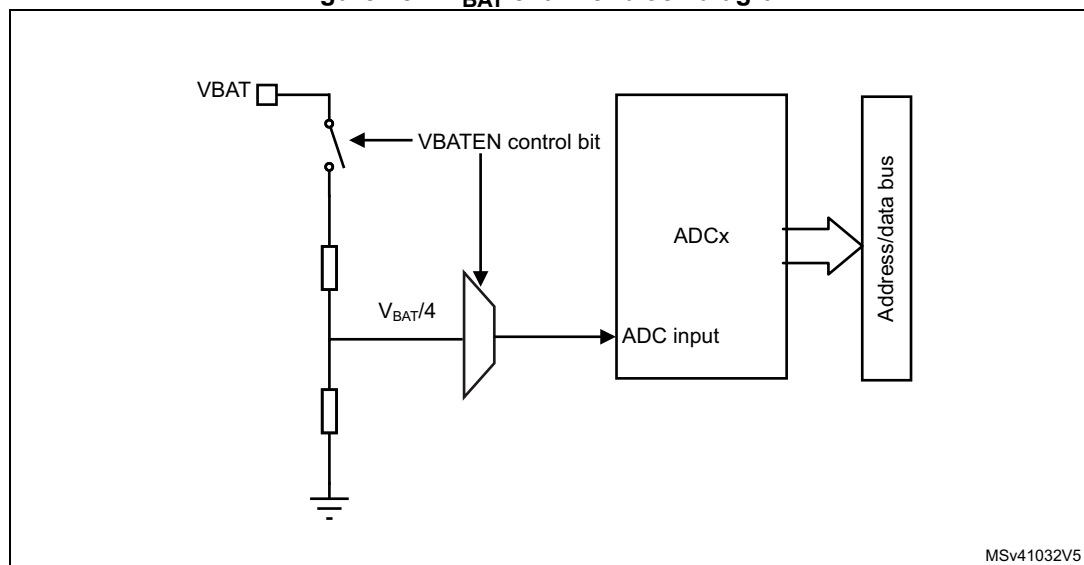 VBAT
VBATEN control bit
ADCx
Address/data bus
VBAT/4
ADC input
MSv41032V5